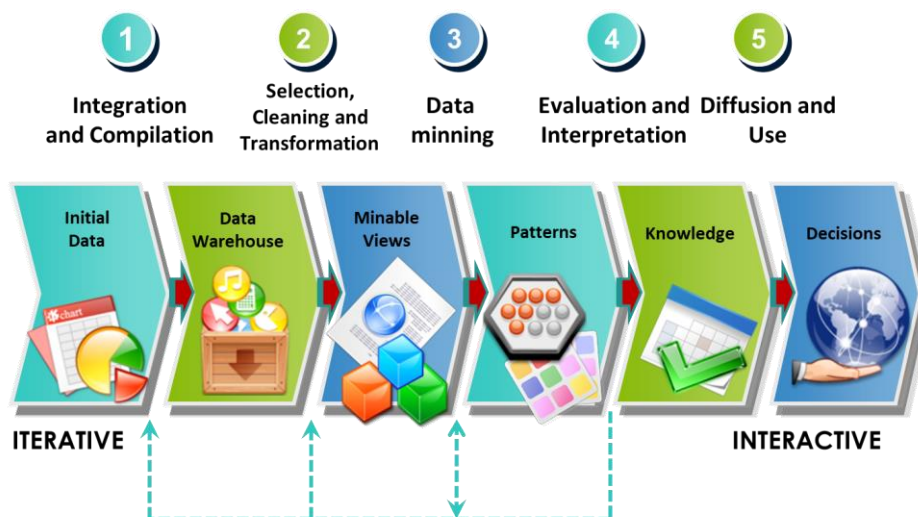 1
2
3
4
5
Integration
and Compilation
Selection,
Cleaning and
Transformation
Data
minning
Evaluation and
Interpretation
Diffusion and
Use
Initial
Data
Data
Warehouse
Minable
Views
Patterns
Knowledge
Decisions
chart
ITERATIVE
INTERACTIVE